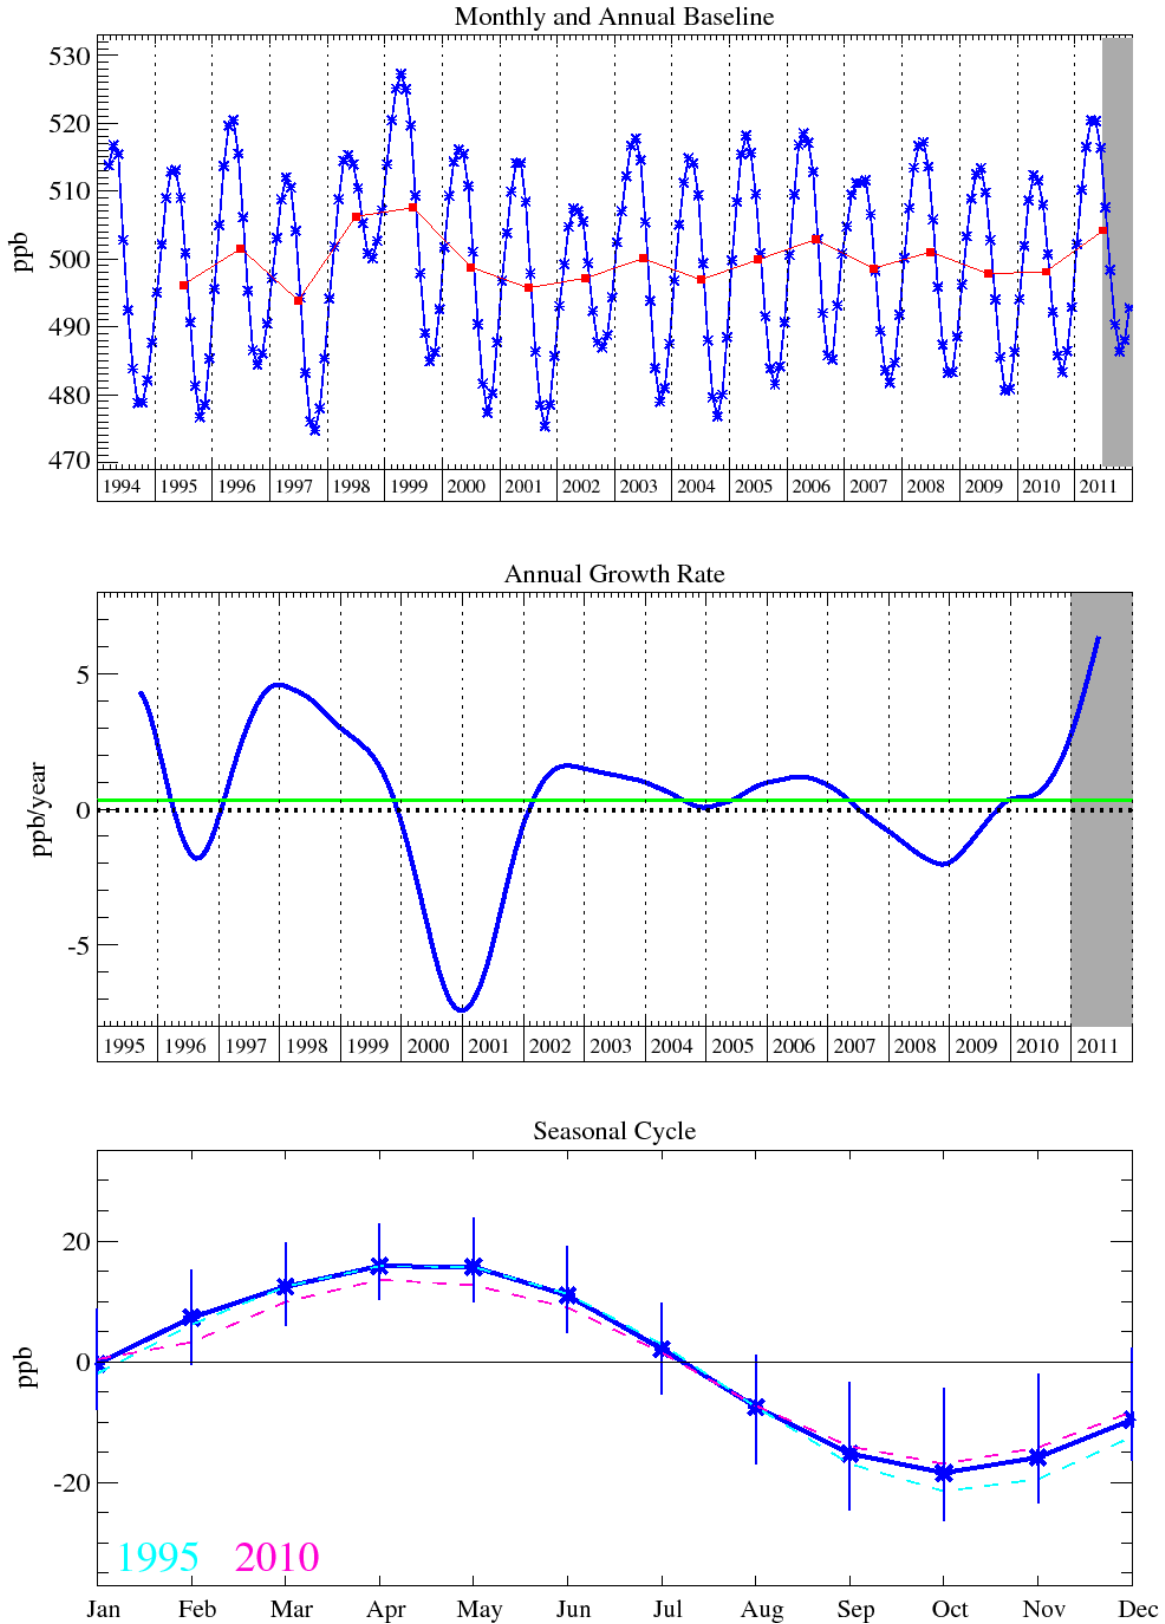 Monthly and Annual Baseline
530
520
510
500
490
480
470
ppb
1994 1995 1996 1997 1998 1999 2000 2001 2002 2003 2004 2005 2006 2007 2008 2009 2010 2011
Annual Growth Rate
5
0
-5
ppb/year
1995 1996 1997 1998 1999 2000 2001 2002 2003 2004 2005 2006 2007 2008 2009 2010 2011
Seasonal Cycle
20
0
-20
ppb
1995 2010
Jan Feb Mar Apr May Jun Jul Aug Sep Oct Nov Dec